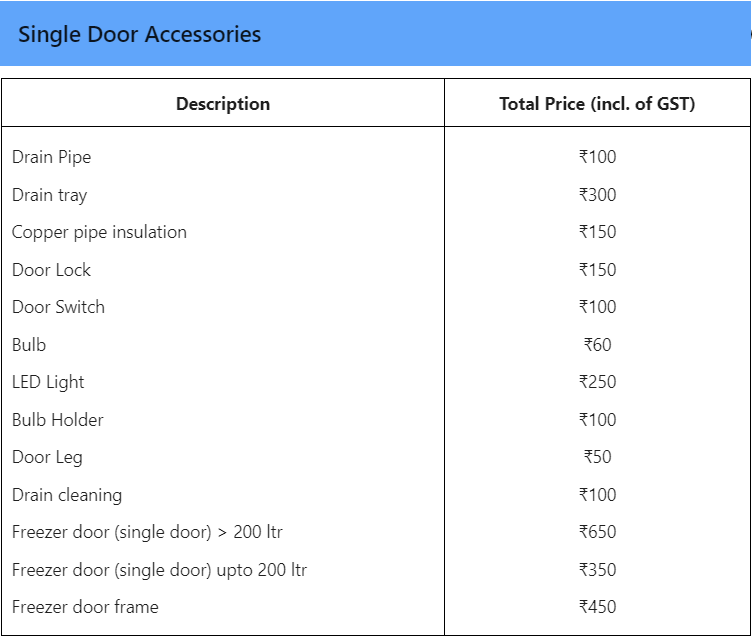 Single Door Accessories
Description Total Price (incl. of GST)
Drain Pipe ₹100
Drain tray ₹300
Copper pipe insulation ₹150
Door Lock ₹150
Door Switch ₹100
Bulb ₹60
LED Light ₹250
Bulb Holder ₹100
Door Leg ₹50
Drain cleaning ₹100
Freezer door (single door) > 200 ltr ₹650
Freezer door (single door) upto 200 ltr ₹350
Freezer door frame ₹450